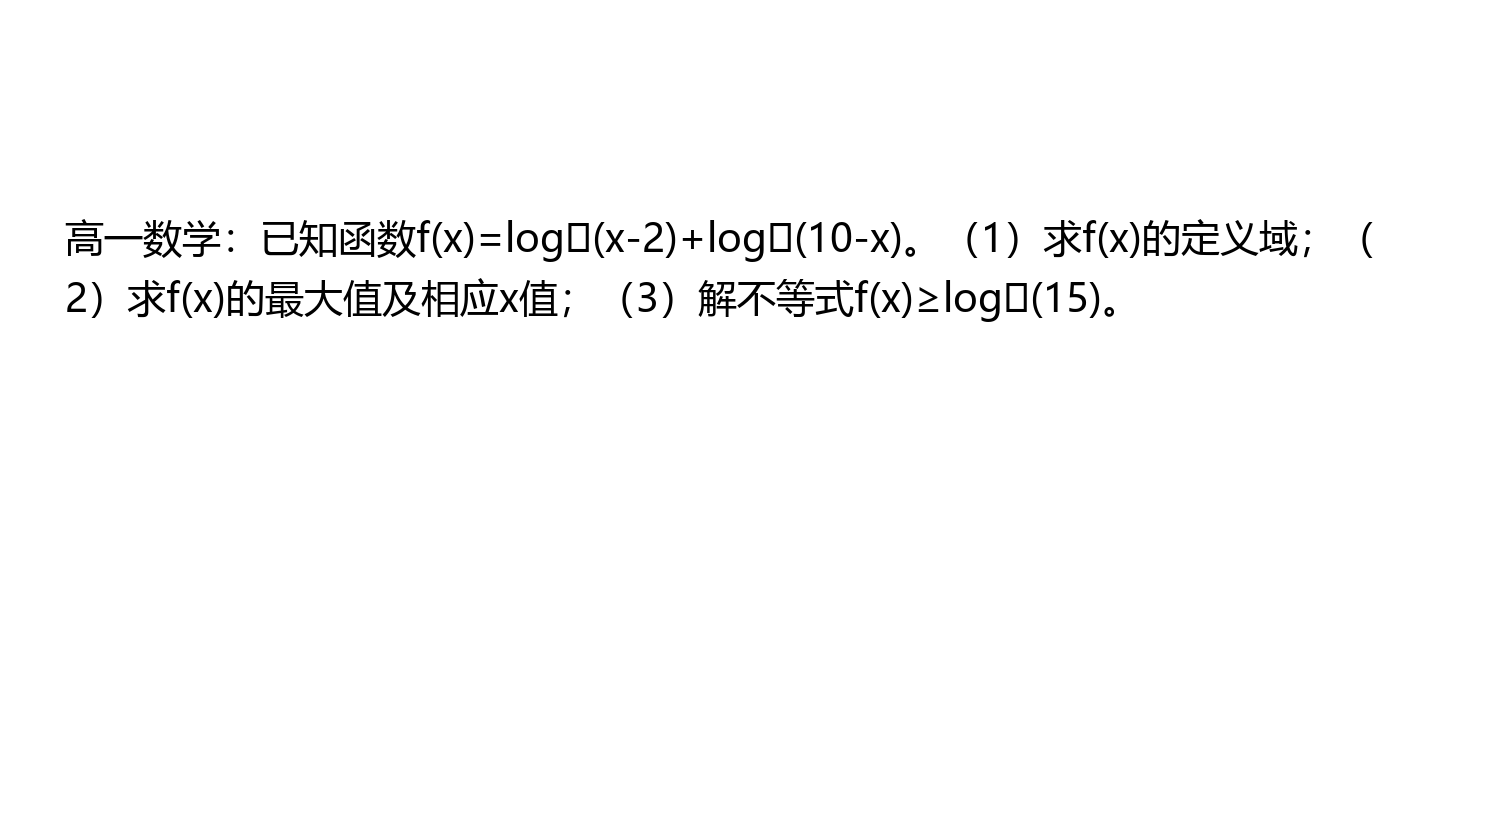 高一数学：已知函数f(x)=log▯(x-2)+log▯(10-x)。（1）求f(x)的定义域；（
2）求f(x)的最大值及相应x值；（3）解不等式f(x)≥log▯(15)。